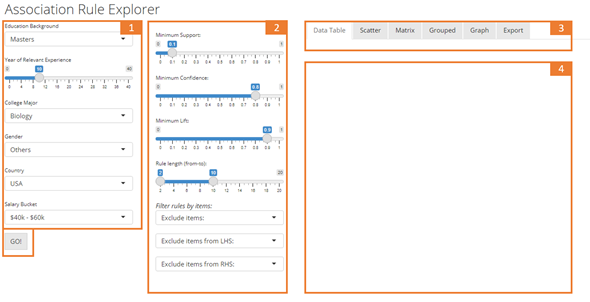 Association Rule Explorer
1
Education Background
Masters
Year of Relevant Experience
0 10 40
0 4 8 12 16 20 24 28 32 36 40
College Major
Biology
Gender
Others
Country
USA
Salary Bucket
$40k - $60k
GO!
2
Minimum Support:
0 0.1 1
0 0.1 0.2 0.3 0.4 0.5 0.6 0.7 0.8 0.9 1
Minimum Confidence:
0 0.8 1
0 0.1 0.2 0.3 0.4 0.5 0.6 0.7 0.8 0.9 1
Minimum Lift:
0 0.9 1
0 0.1 0.2 0.3 0.4 0.5 0.6 0.7 0.8 0.9 1
Rule length (from-to):
2 10 20
2 4 6 8 10 12 14 16 18 20
Filter rules by items:
Exclude items:
Exclude items from LHS:
Exclude items from RHS:
3
Data Table Scatter Matrix Grouped Graph Export
4